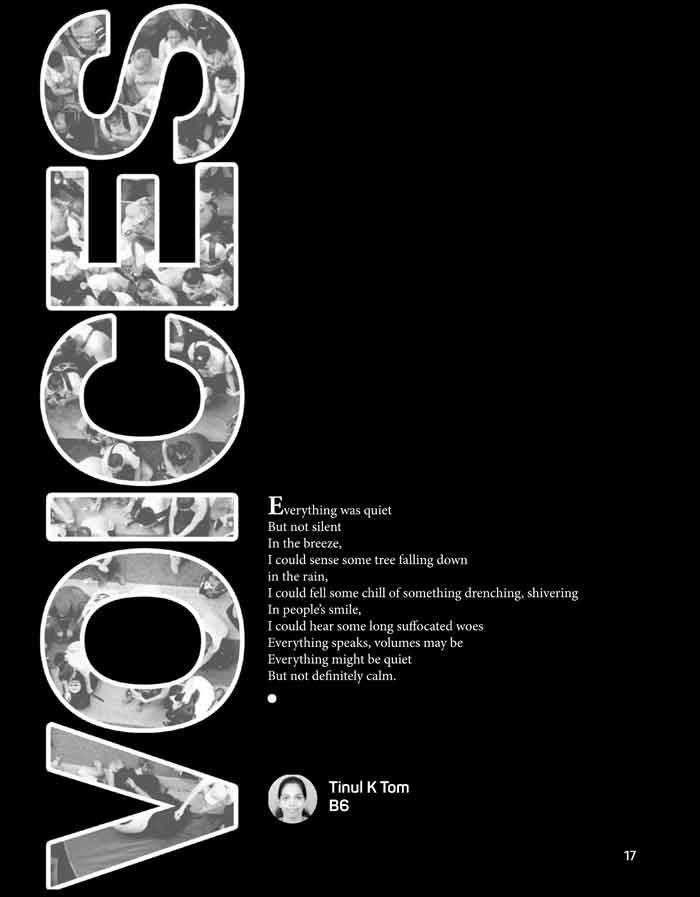 VOICES
Everything was quiet
But not silent
In the breeze,
I could sense some tree falling down
in the rain,
I could fell some chill of something drenching, shivering
In people's smile,
I could hear some long suffocated woes
Everything speaks, volumes may be
Everything might be quiet
But not definitely calm.
Tinul K Tom
B6
17